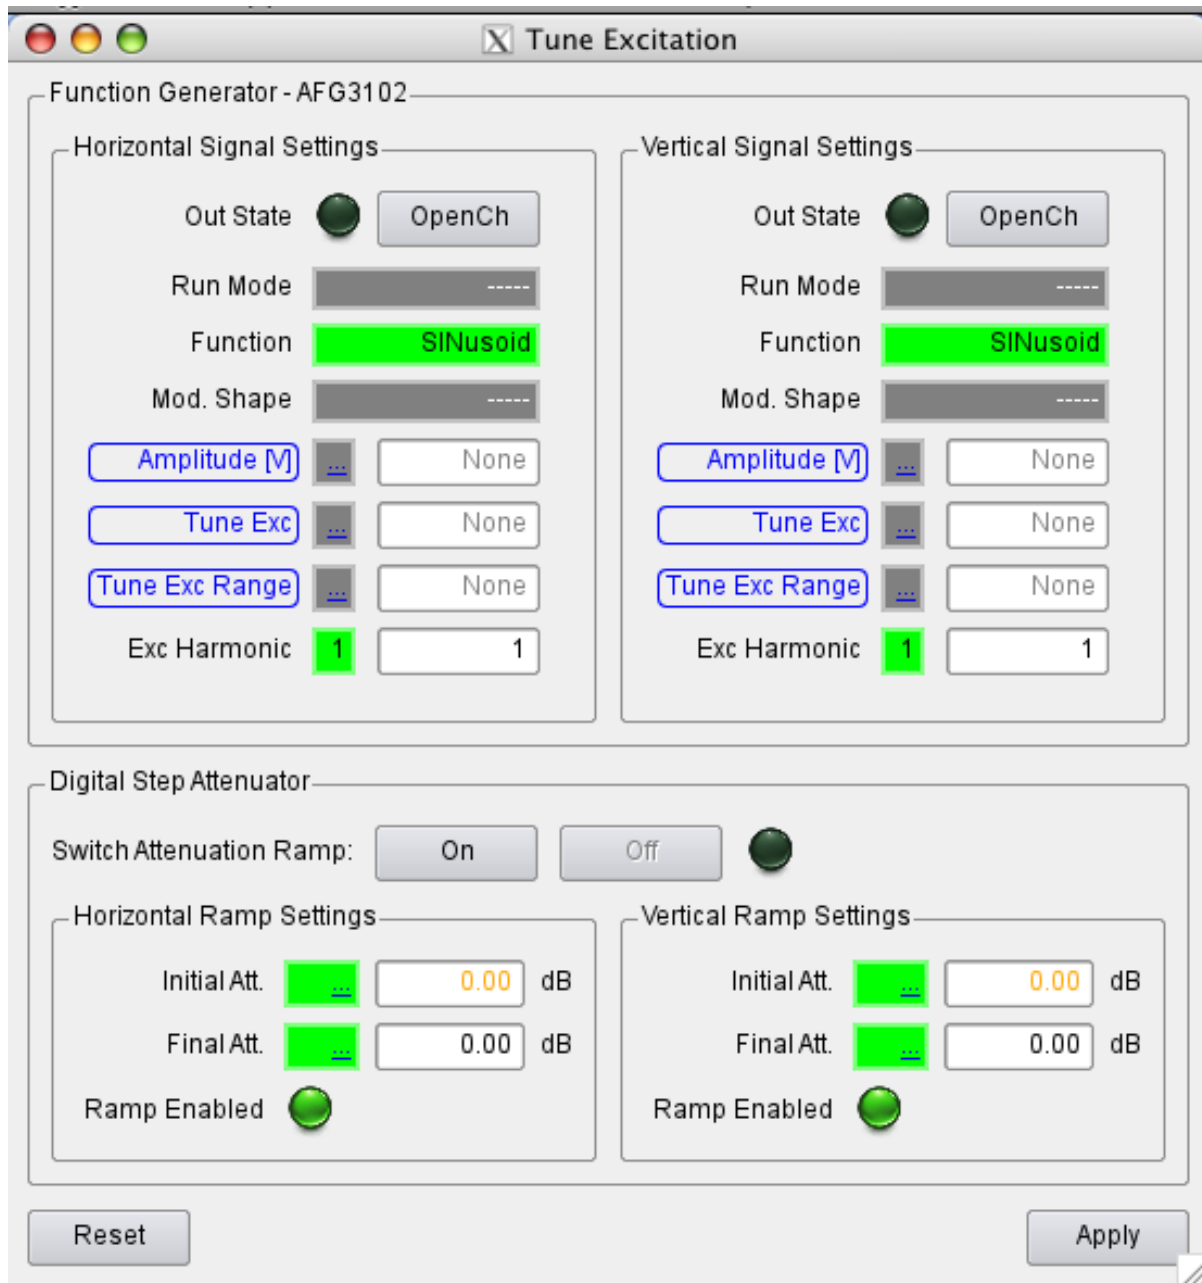 X Tune Excitation
Function Generator - AFG3102
Horizontal Signal Settings
Out State OpenCh
Run Mode -----
Function SINusoid
Mod. Shape -----
Amplitude [V] ... None
Tune Exc ... None
Tune Exc Range ... None
Exc Harmonic 1 1
Vertical Signal Settings
Out State OpenCh
Run Mode -----
Function SINusoid
Mod. Shape -----
Amplitude [V] ... None
Tune Exc ... None
Tune Exc Range ... None
Exc Harmonic 1 1
Digital Step Attenuator
Switch Attenuation Ramp: On Off
Horizontal Ramp Settings
Initial Att. ... 0.00 dB
Final Att. ... 0.00 dB
Ramp Enabled
Vertical Ramp Settings
Initial Att. ... 0.00 dB
Final Att. ... 0.00 dB
Ramp Enabled
Reset Apply